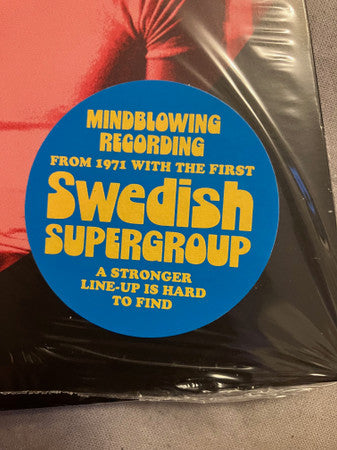 MINDBLOWING
RECORDING
FROM 1971 WITH THE FIRST
Swedish
SUPERGROUP
A STRONGER
LINE-UP IS HARD
TO FIND